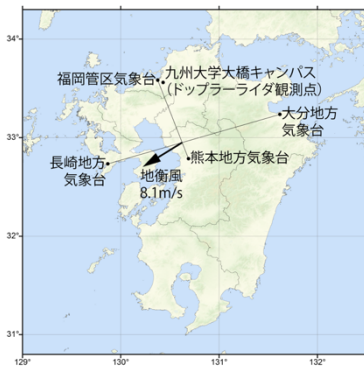 34°
福岡管区気象台
九州大学大橋キャンパス
（ドップラーライダ観測点）
大分地方
気象台
33°
長崎地方
気象台
熊本地方気象台
地衡風
8.1m/s
32°
31°
129°
130°
131°
132°